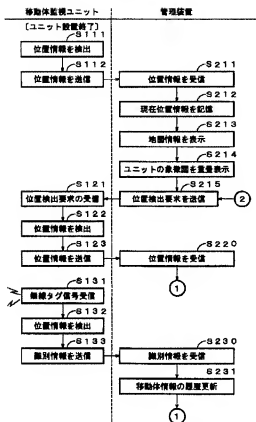 移動体監視ユニット
管理装置
[ユニット設置終了]
S111
位置情報を検出
S112
位置情報を送信
S211
位置情報を受信
S212
現在位置情報を記憶
S213
地図情報を表示
S214
ユニットの象徴図を重畳表示
S215
位置検出要求を送信
2
S121
位置検出要求の受信
S122
位置情報を検出
S123
位置情報を送信
S220
位置情報を受信
1
S131
無線タグ信号受信
S132
位置情報を検出
S133
識別情報を送信
S230
識別情報を受信
S231
移動体情報の履歴更新
1